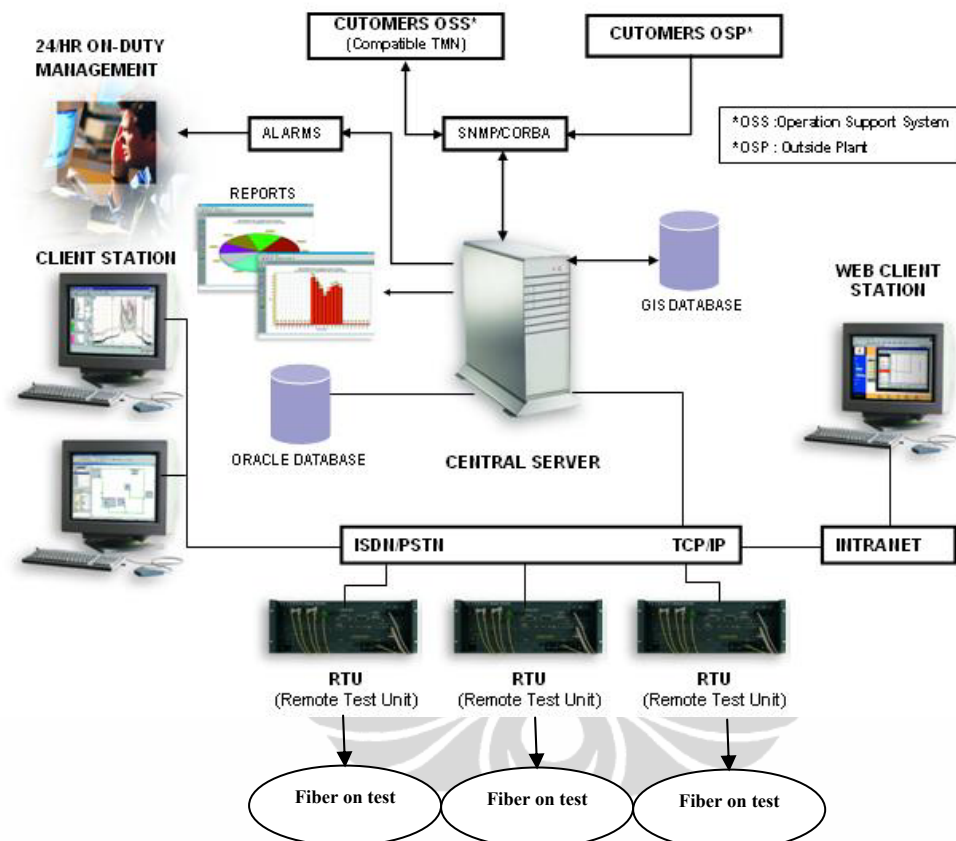 CUTOMERS OSS*
(Compatible TMN)
CUTOMERS OSP*
24/HR ON-DUTY
MANAGEMENT
ALARMS
SNMP/CORBA
*OSS :Operation Support System
*OSP : Outside Plant
REPORTS
CLIENT STATION
WEB CLIENT
STATION
GIS DATABASE
ORACLE DATABASE
CENTRAL SERVER
ISDN/PSTN
TCP/IP
INTRANET
RTU
(Remote Test Unit)
RTU
(Remote Test Unit)
RTU
(Remote Test Unit)
Fiber on test
Fiber on test
Fiber on test